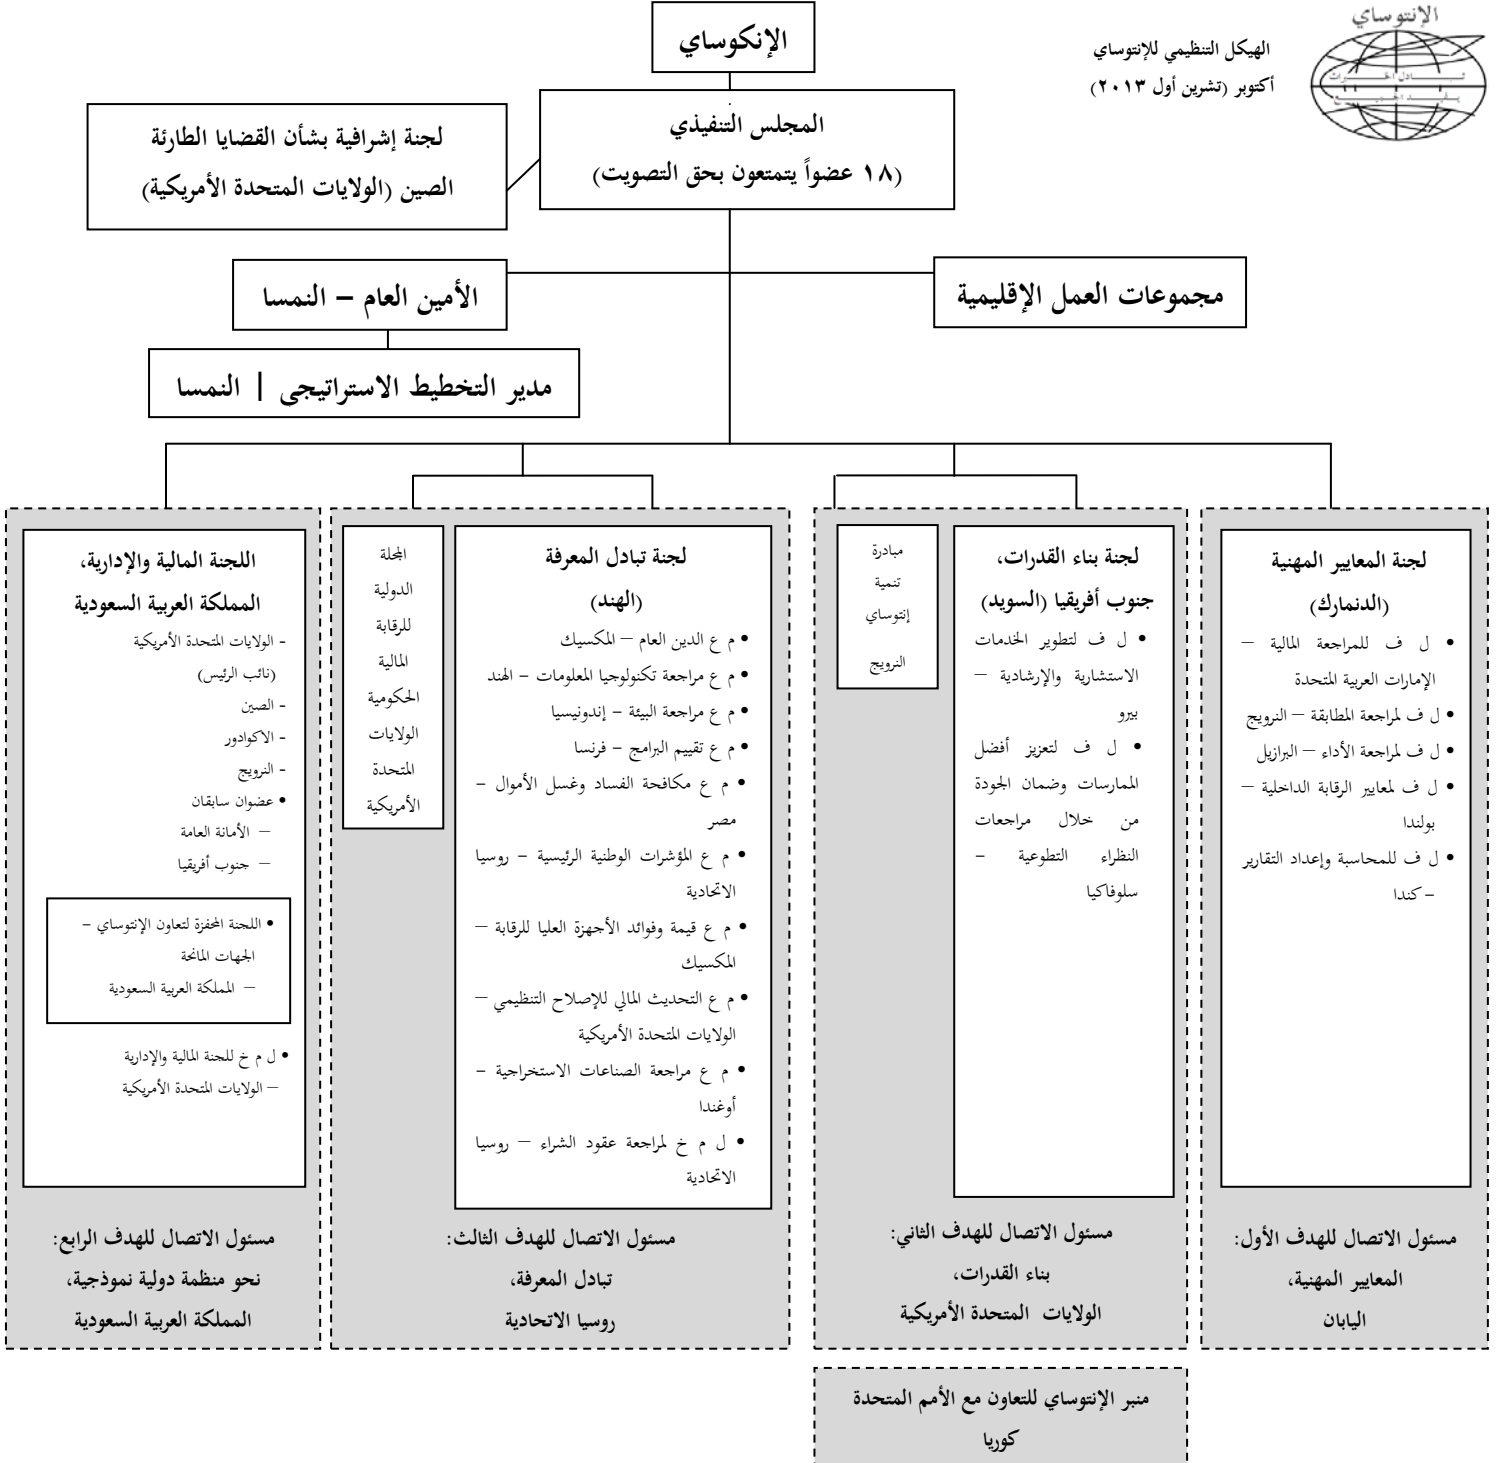 الإنتوساي
تبادل الخبرات
يفيد الجميع
الهيكل التنظيمي للإنتوساي
أكتوبر (تشرين أول ٢٠١٣)
الإنكوساي
المجلس التنفيذي
(١٨ عضواً يتمتعون بحق التصويت)
لجنة إشرافية بشأن القضايا الطارئة
الصين (الولايات المتحدة الأمريكية)
مجموعات العمل الإقليمية
الأمين العام – النمسا
مدير التخطيط الاستراتيجى | النمسا
لجنة المعايير المهنية
(الدنمارك)
• ل ف للمراجعة المالية –
الإمارات العربية المتحدة
• ل ف لمراجعة المطابقة – النرويج
• ل ف لمراجعة الأداء – البرازيل
• ل ف لمعايير الرقابة الداخلية –
بولندا
• ل ف للمحاسبة وإعداد التقارير
– كندا
مسئول الاتصال للهدف الأول:
المعايير المهنية،
اليابان
لجنة بناء القدرات،
جنوب أفريقيا (السويد)
• ل ف لتطوير الخدمات
الاستشارية والإرشادية –
بيرو
• ل ف لتعزيز أفضل
الممارسات وضمان الجودة
من خلال مراجعات
النظراء التطوعية –
سلوفاكيا
مبادرة
تنمية
إنتوساي
النرويج
مسئول الاتصال للهدف الثاني:
بناء القدرات،
الولايات المتحدة الأمريكية
لجنة تبادل المعرفة
(الهند)
• م ع الدين العام – المكسيك
• م ع مراجعة تكنولوجيا المعلومات – الهند
• م ع مراجعة البيئة – إندونيسيا
• م ع تقييم البرامج – فرنسا
• م ع مكافحة الفساد وغسل الأموال –
مصر
• م ع المؤشرات الوطنية الرئيسية – روسيا
الاتحادية
• م ع قيمة وفوائد الأجهزة العليا للرقابة –
المكسيك
• م ع التحديث المالي للإصلاح التنظيمي –
الولايات المتحدة الأمريكية
• م ع مراجعة الصناعات الاستخراجية –
أوغندا
• ل م خ لمراجعة عقود الشراء – روسيا
الاتحادية
المجلة
الدولية
للرقابة
المالية
الحكومية
الولايات
المتحدة
الأمريكية
مسئول الاتصال للهدف الثالث:
تبادل المعرفة،
روسيا الاتحادية
اللجنة المالية والإدارية،
المملكة العربية السعودية
- الولايات المتحدة الأمريكية
(نائب الرئيس)
- الصين
- الاكوادور
- النرويج
• عضوان سابقان
– الأمانة العامة
– جنوب أفريقيا
• اللجنة المحفزة لتعاون الإنتوساي –
الجهات المانحة
– المملكة العربية السعودية
• ل م خ للجنة المالية والإدارية
– الولايات المتحدة الأمريكية
مسئول الاتصال للهدف الرابع:
نحو منظمة دولية نموذجية،
المملكة العربية السعودية
منبر الإنتوساي للتعاون مع الأمم المتحدة
كوريا